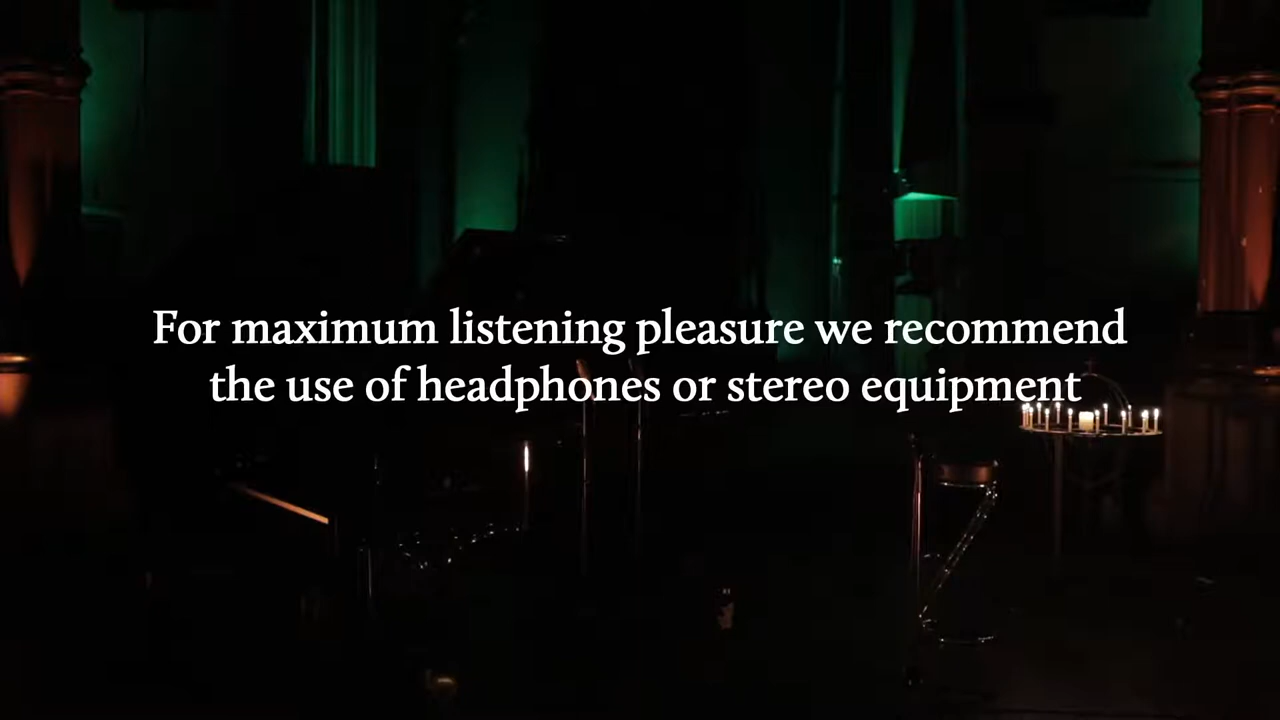 For maximum listening pleasure we recommend
the use of headphones or stereo equipment